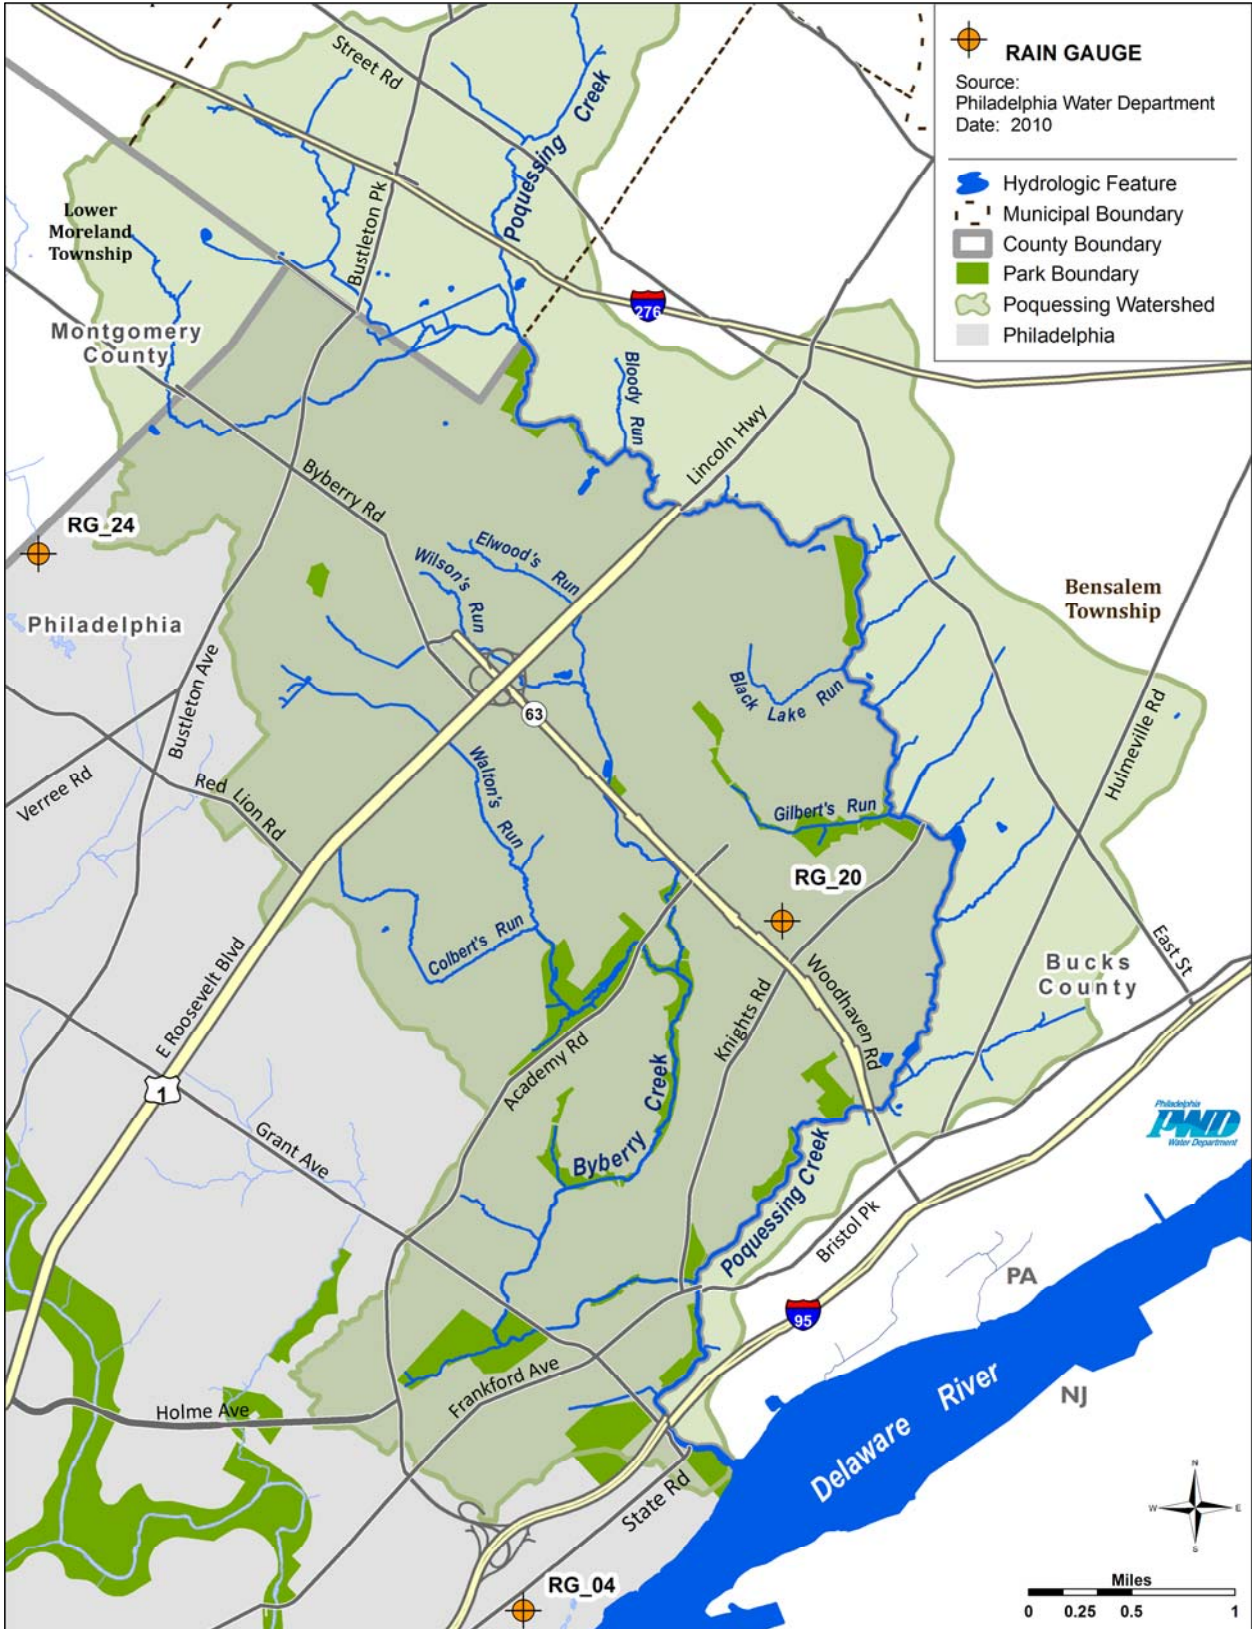 RAIN GAUGE
Source:
Philadelphia Water Department
Date: 2010
Hydrologic Feature
Municipal Boundary
County Boundary
Park Boundary
Poquessing Watershed
Philadelphia
Street Rd
Poquessing Creek
Bustleton Pk
Lower
Moreland
Township
276
Montgomery
County
Bloody Run
Lincoln Hwy
Byberry Rd
RG_24
Elwood's Run
Wilson's Run
Bensalem
Township
Philadelphia
Bustleton Ave
Black Lake Run
63
Hulmeville Rd
Verree Rd
Red Lion Rd
Walton's Run
Gilbert's Run
RG_20
Colbert's Run
East St
E Roosevelt Blvd
Bucks
County
Woodhaven Rd
Knights Rd
Academy Rd
1
Philadelphia
PWD
Water Department
Grant Ave
Byberry Creek
Poquessing Creek
Bristol Pk
PA
95
Frankford Ave
NJ
Holme Ave
Delaware River
State Rd
N
W E
S
RG_04
Miles
0 0.25 0.5 1